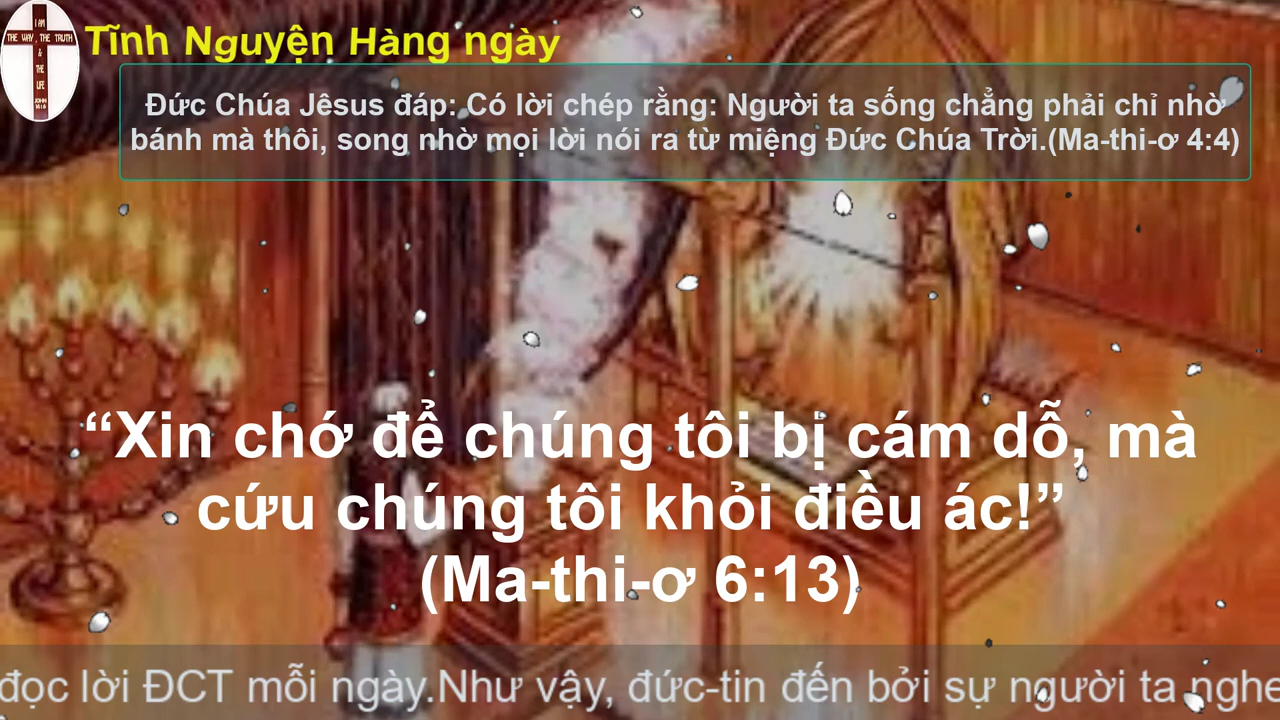 I AM
THE WAY, THE TRUTH
&
THE
LIFE
JOHN
14:6
Tĩnh Nguyện Hàng ngày
Đức Chúa Jêsus đáp: Có lời chép rằng: Người ta sống chẳng phải chỉ nhờ
bánh mà thôi, song nhờ mọi lời nói ra từ miệng Đức Chúa Trời.(Ma-thi-ơ 4:4)
“Xin chớ để chúng tôi bị cám dỗ, mà
cứu chúng tôi khỏi điều ác!”
(Ma-thi-ơ 6:13)
đọc lời ĐCT mỗi ngày.Như vậy, đức-tin đến bởi sự người ta nghe